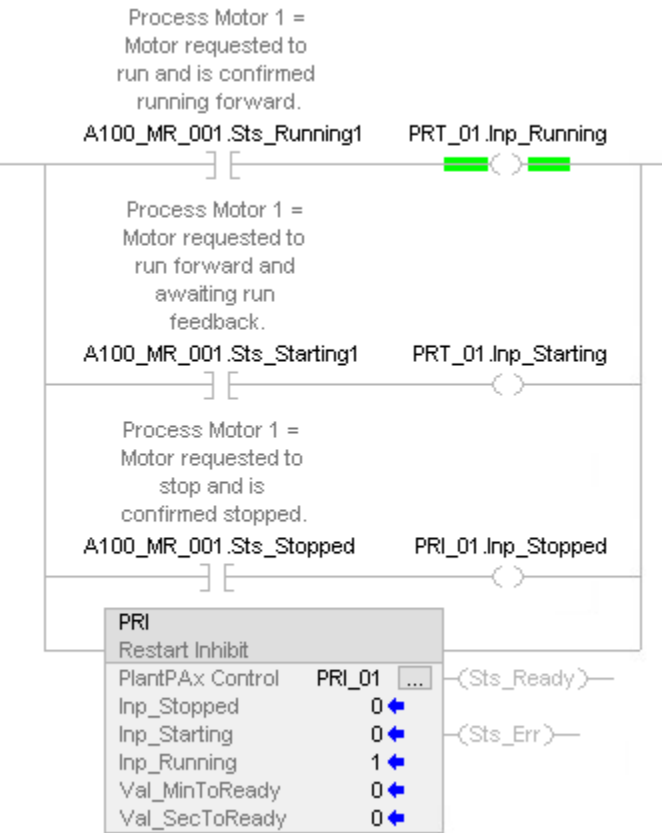 Process Motor 1 =
Motor requested to
run and is confirmed
running forward.
A100_MR_001.Sts_Running1 PRT_01.Inp_Running
Process Motor 1 =
Motor requested to
run forward and
awaiting run
feedback.
A100_MR_001.Sts_Starting1 PRT_01.Inp_Starting
Process Motor 1 =
Motor requested to
stop and is
confirmed stopped.
A100_MR_001.Sts_Stopped PRI_01.Inp_Stopped
PRI
Restart Inhibit
PlantPAx Control PRI_01 ... (Sts_Ready)
Inp_Stopped 0
Inp_Starting 0 (Sts_Err)
Inp_Running 1
Val_MinToReady 0
Val_SecToReady 0